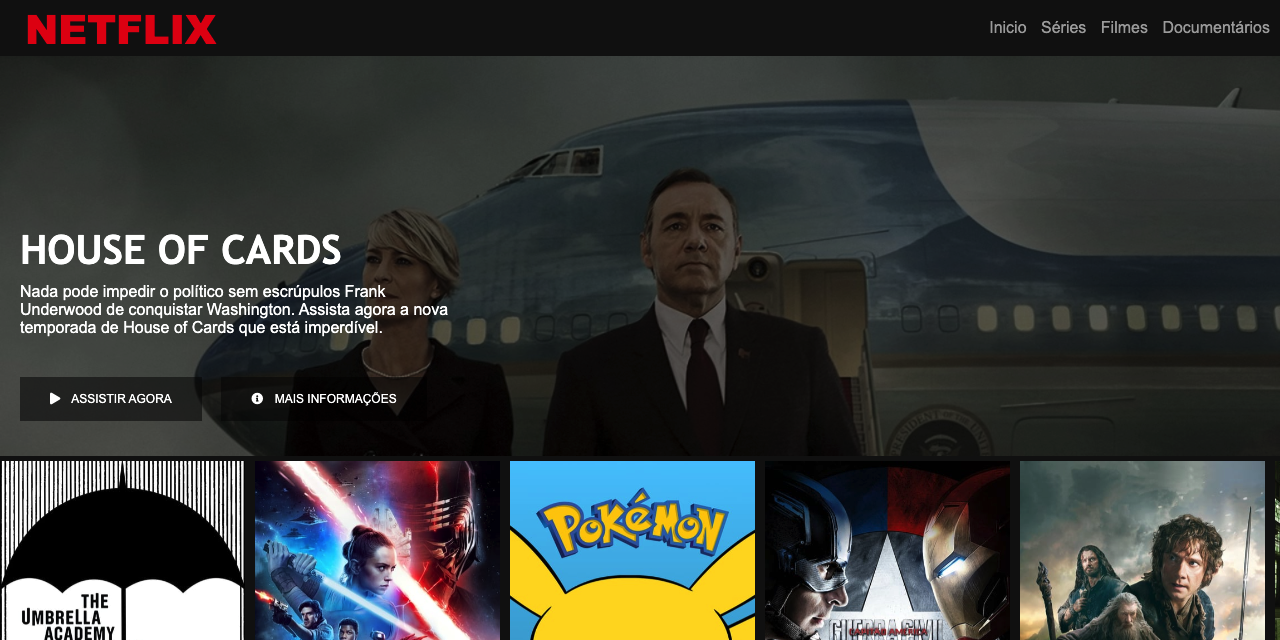 NETFLIX
Inicio Séries Filmes Documentários
HOUSE OF CARDS
Nada pode impedir o político sem escrúpulos Frank
Underwood de conquistar Washington. Assista agora a nova
temporada de House of Cards que está imperdível.
ASSISTIR AGORA
MAIS INFORMAÇÕES
THE
UMBRELLA
ACADEMY
POKéMON
GUERRA CIVIL
CAPITÃO AMÉRICA